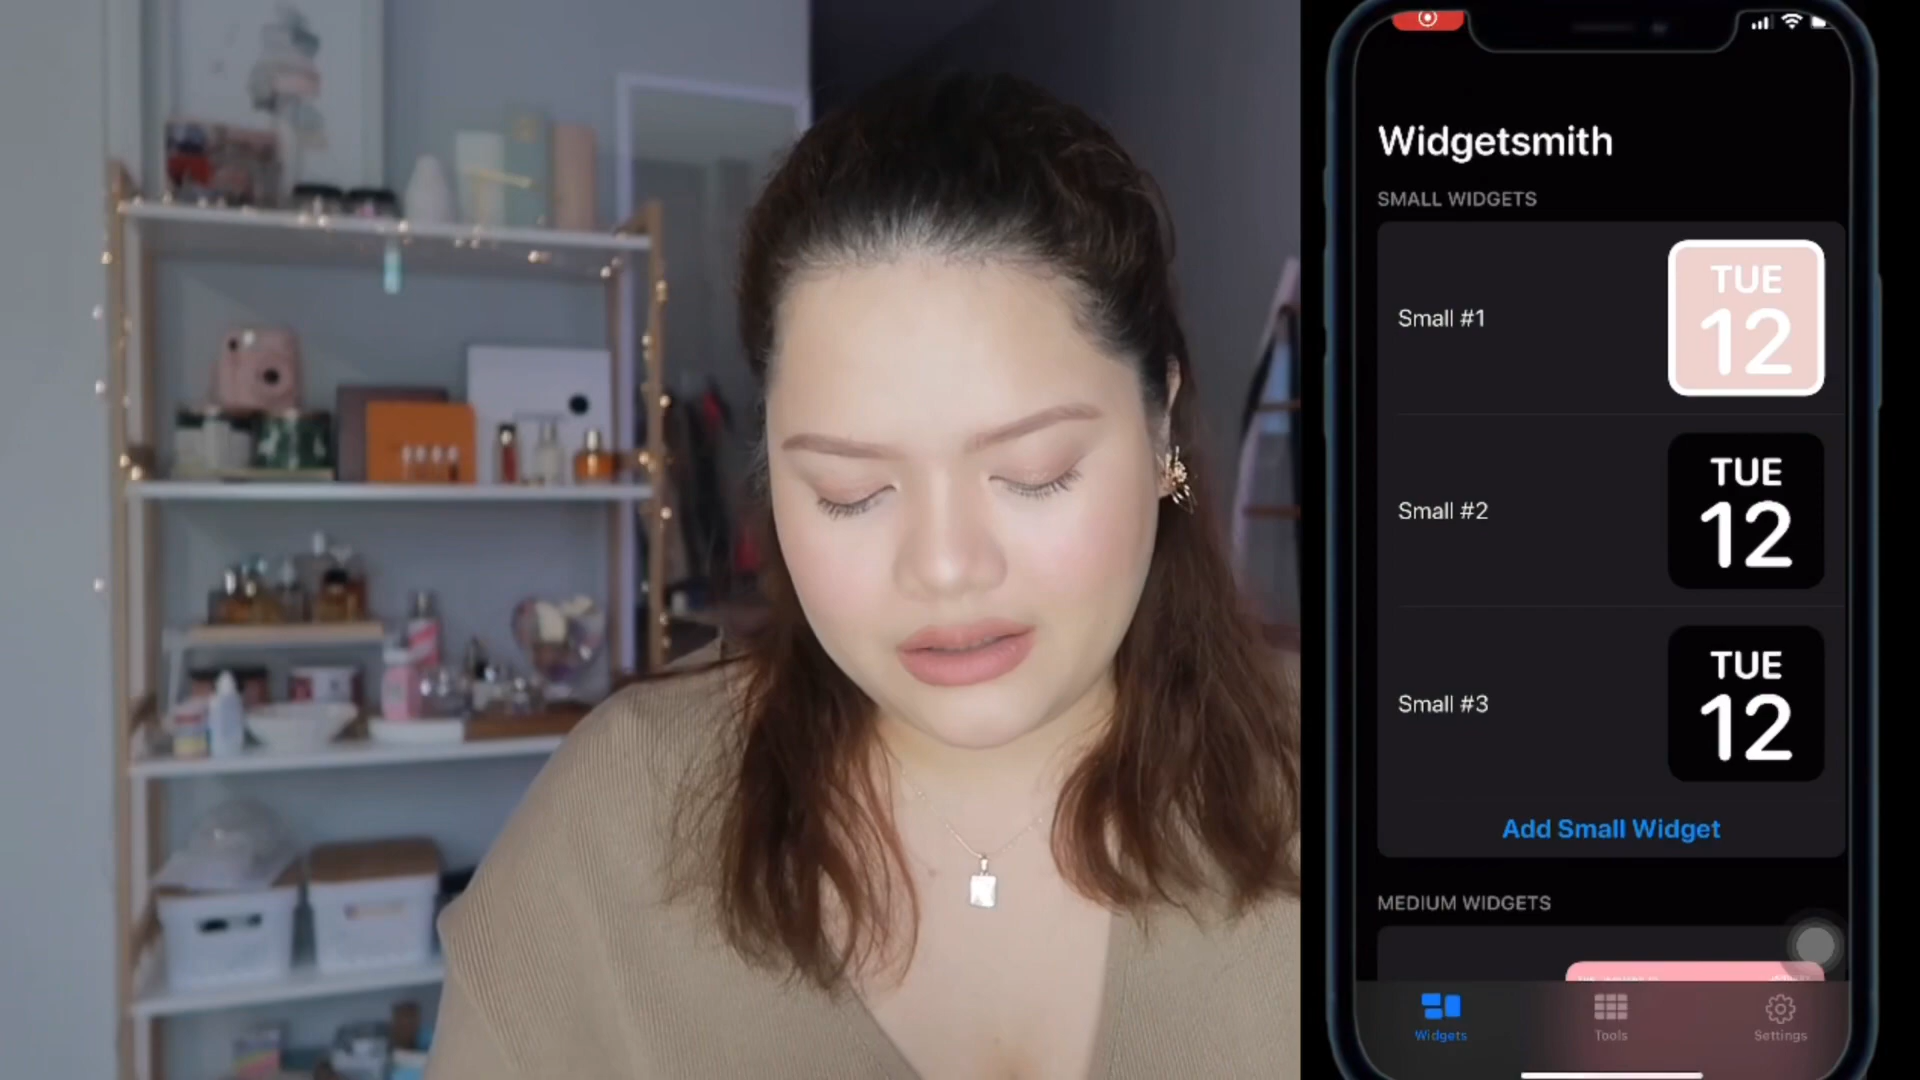 Widgetsmith
SMALL WIDGETS
Small #1
TUE
12
Small #2
TUE
12
Small #3
TUE
12
Add Small Widget
MEDIUM WIDGETS
Widgets
Tools
Settings